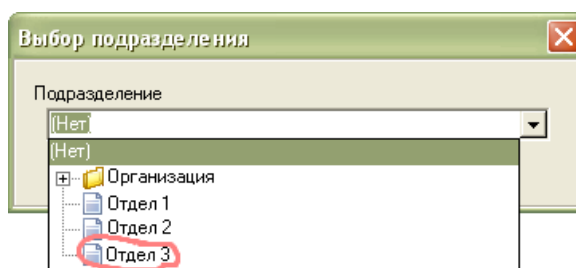 Выбор подразделения
Подразделение
(Нет)
(Нет)
Организация
Отдел 1
Отдел 2
Отдел 3